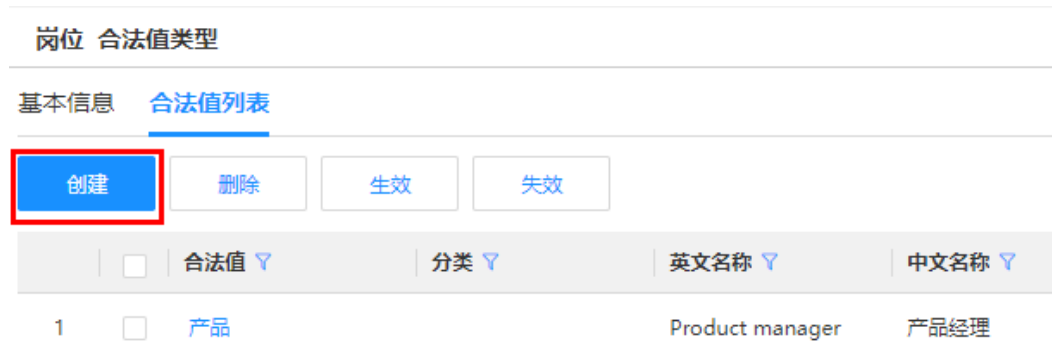 岗位 合法值类型
基本信息 合法值列表
创建 删除 生效 失效
合法值 分类 英文名称 中文名称
1 产品 Product manager 产品经理